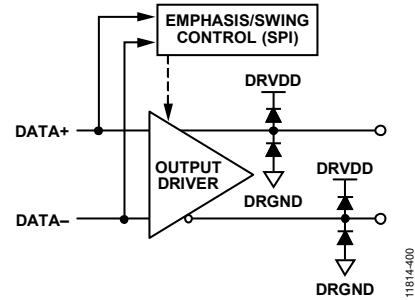 EMPHASIS/SWING
CONTROL (SPI)
DRVDD
DATA+
OUTPUT
DRIVER
DRVDD
DRGND
DATA–
DRGND
11814-400